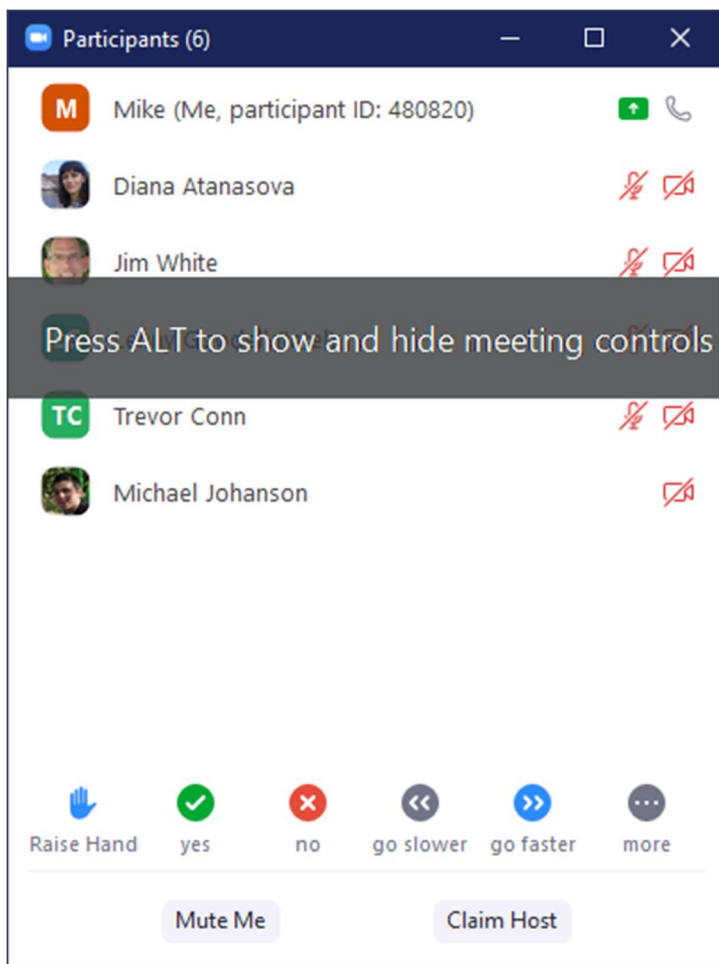 Participants (6)
M Mike (Me, participant ID: 480820)
Diana Atanasova
Jim White
Press ALT to show and hide meeting controls
TC Trevor Conn
Michael Johanson
Raise Hand yes no go slower go faster more
Mute Me Claim Host